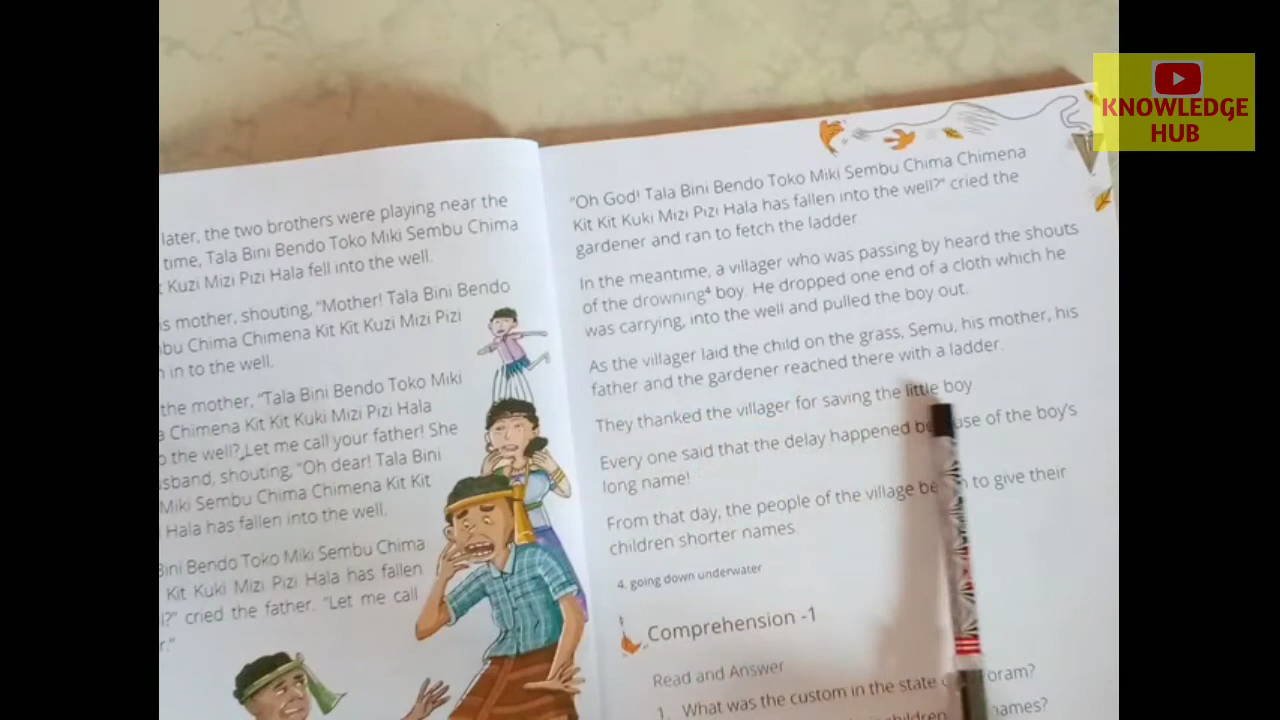 later, the two brothers were playing near the
time, Tala Bini Bendo Toko Miki Sembu Chima
Kit Kuzi Mizi Pizi Hala fell into the well.
mother, shouting, "Mother! Tala Bini Bendo
Chima Chimena Kit Kit Kuzi Mizi Pizi
in to the well.
the mother, "Tala Bini Bendo Toko Miki
Chimena Kit Kit Kuki Mizi Pizi Hala
the well? Let me call your father! She
shouting, "Oh dear! Tala Bini
Miki Sembu Chima Chimena Kit Kit
Hala has fallen into the well.
Bini Bendo Toko Miki Sembu Chima
Kit Kuki Mizi Pizi Hala has fallen
cried the father. "Let me call
"Oh God! Tala Bini Bendo Toko Miki Sembu Chima Chimena
Kit Kit Kuki Mizi Pizi Hala has fallen into the well?" cried the
gardener and ran to fetch the ladder.
In the meantime, a villager who was passing by heard the shouts
of the drowning⁴ boy. He dropped one end of a cloth which he
was carrying, into the well and pulled the boy out.
As the villager laid the child on the grass, Semu, his mother, his
father and the gardener reached there with a ladder.
They thanked the villager for saving the little boy
Every one said that the delay happened because of the boy's
long name!
From that day, the people of the village to give their
children shorter names.
4. going down underwater
Comprehension -1
Read and Answer
1. What was the custom in the state
KNOWLEDGE
HUB